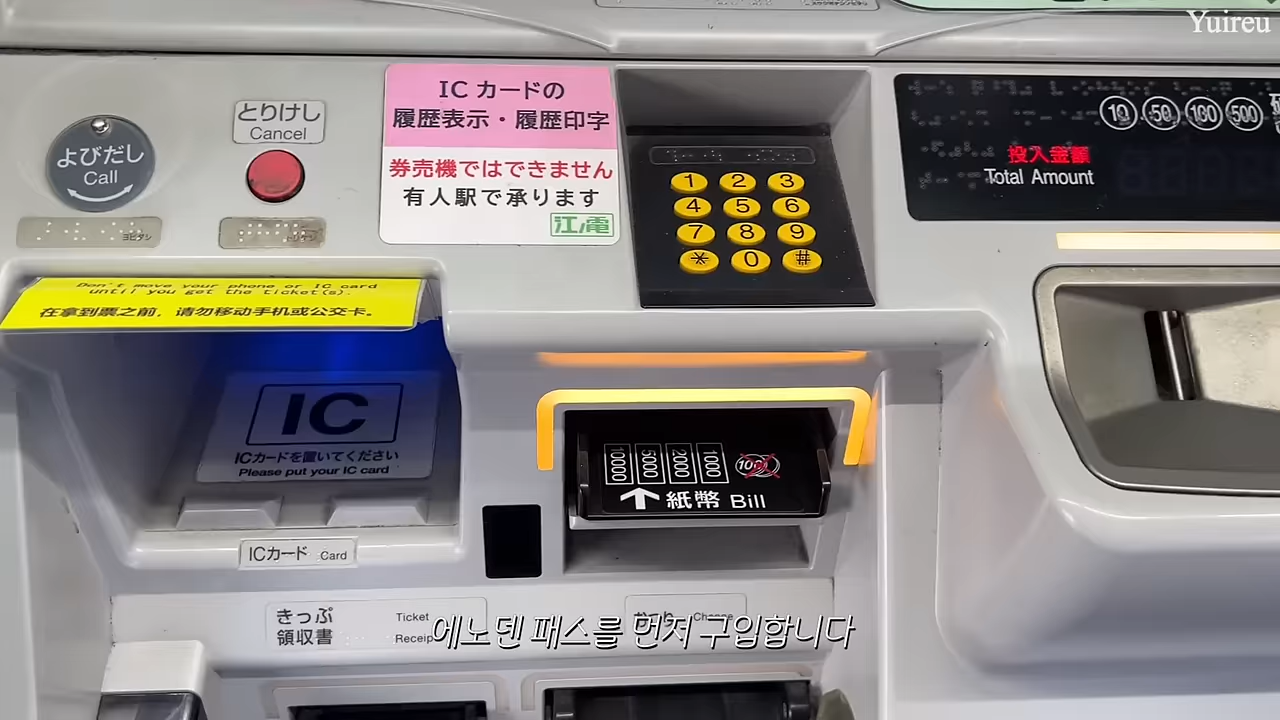 Yuireu
よびだし
Call
ヨビダシ
とりけし
Cancel
ICカードの
履歴表示・履歴印字
券売機ではできません
有人駅で承ります
江ノ電
1 2 3
4 5 6
7 8 9
* 0 #
10 50 100 500
投入金額
Total Amount
Don't move your phone or IC card
until you get the ticket(s).
在拿到票之前，请勿移动手机或公交卡。
IC
ICカードを置いてください
Please put your IC card
ICカード Card
10000 5000 2000 1000
紙幣 Bill
きっぷ Ticket
領収書
Change
에노덴 패스를 먼저 구입합니다